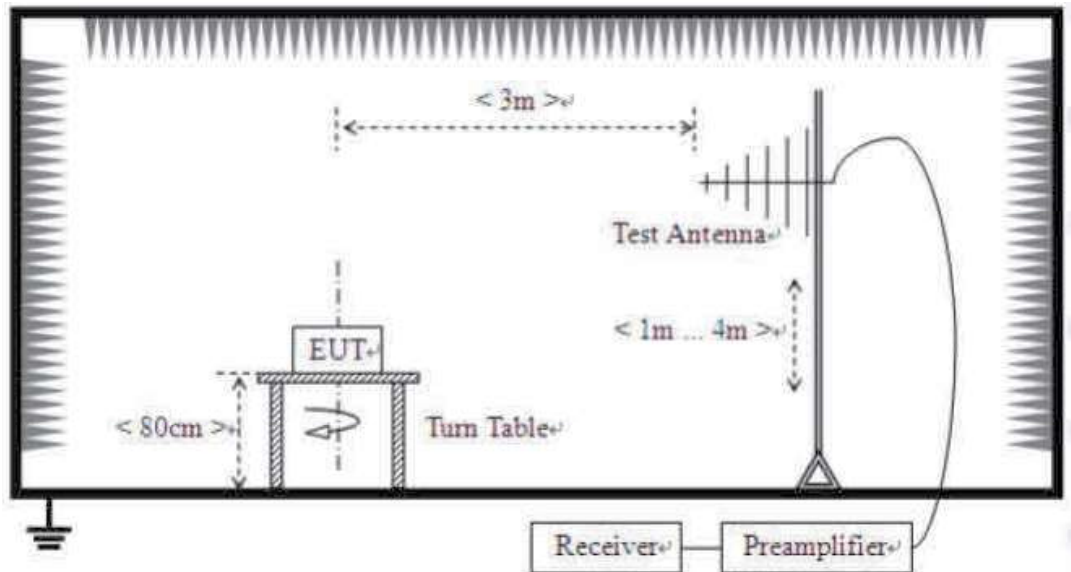 < 3m >↵
Test Antenna↵
< 1m ... 4m >↵
EUT↵
< 80cm >↵
Turn Table↵
Receiver↵
Preamplifier↵